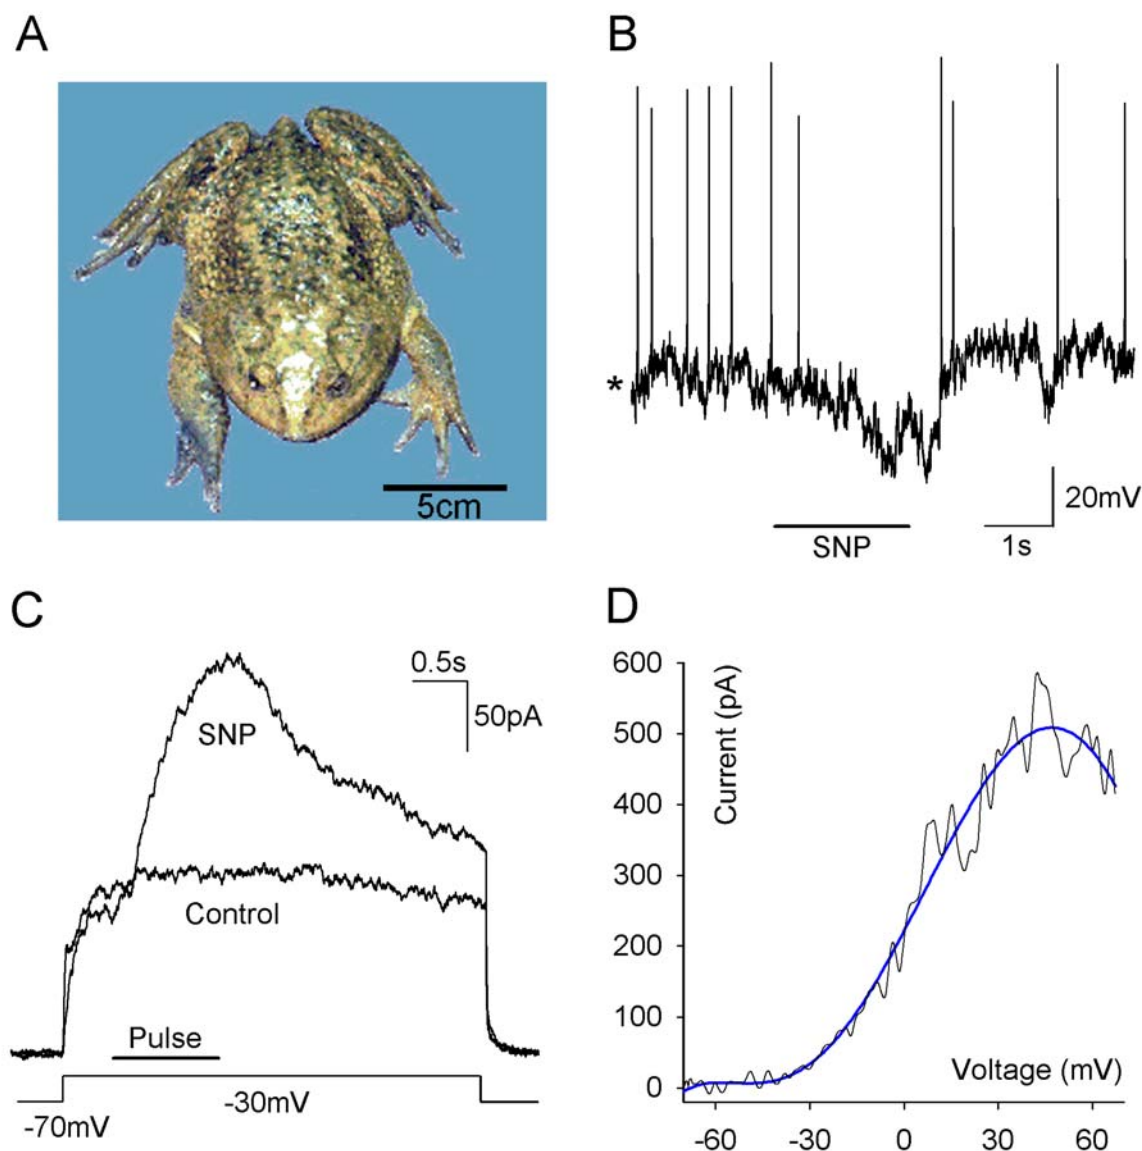 A
5cm
B
*
20mV
SNP
1s
C
0.5s
50pA
SNP
Control
Pulse
-30mV
-70mV
D
600
500
400
300
200
100
0
Current (pA)
Voltage (mV)
-60
-30
0
30
60